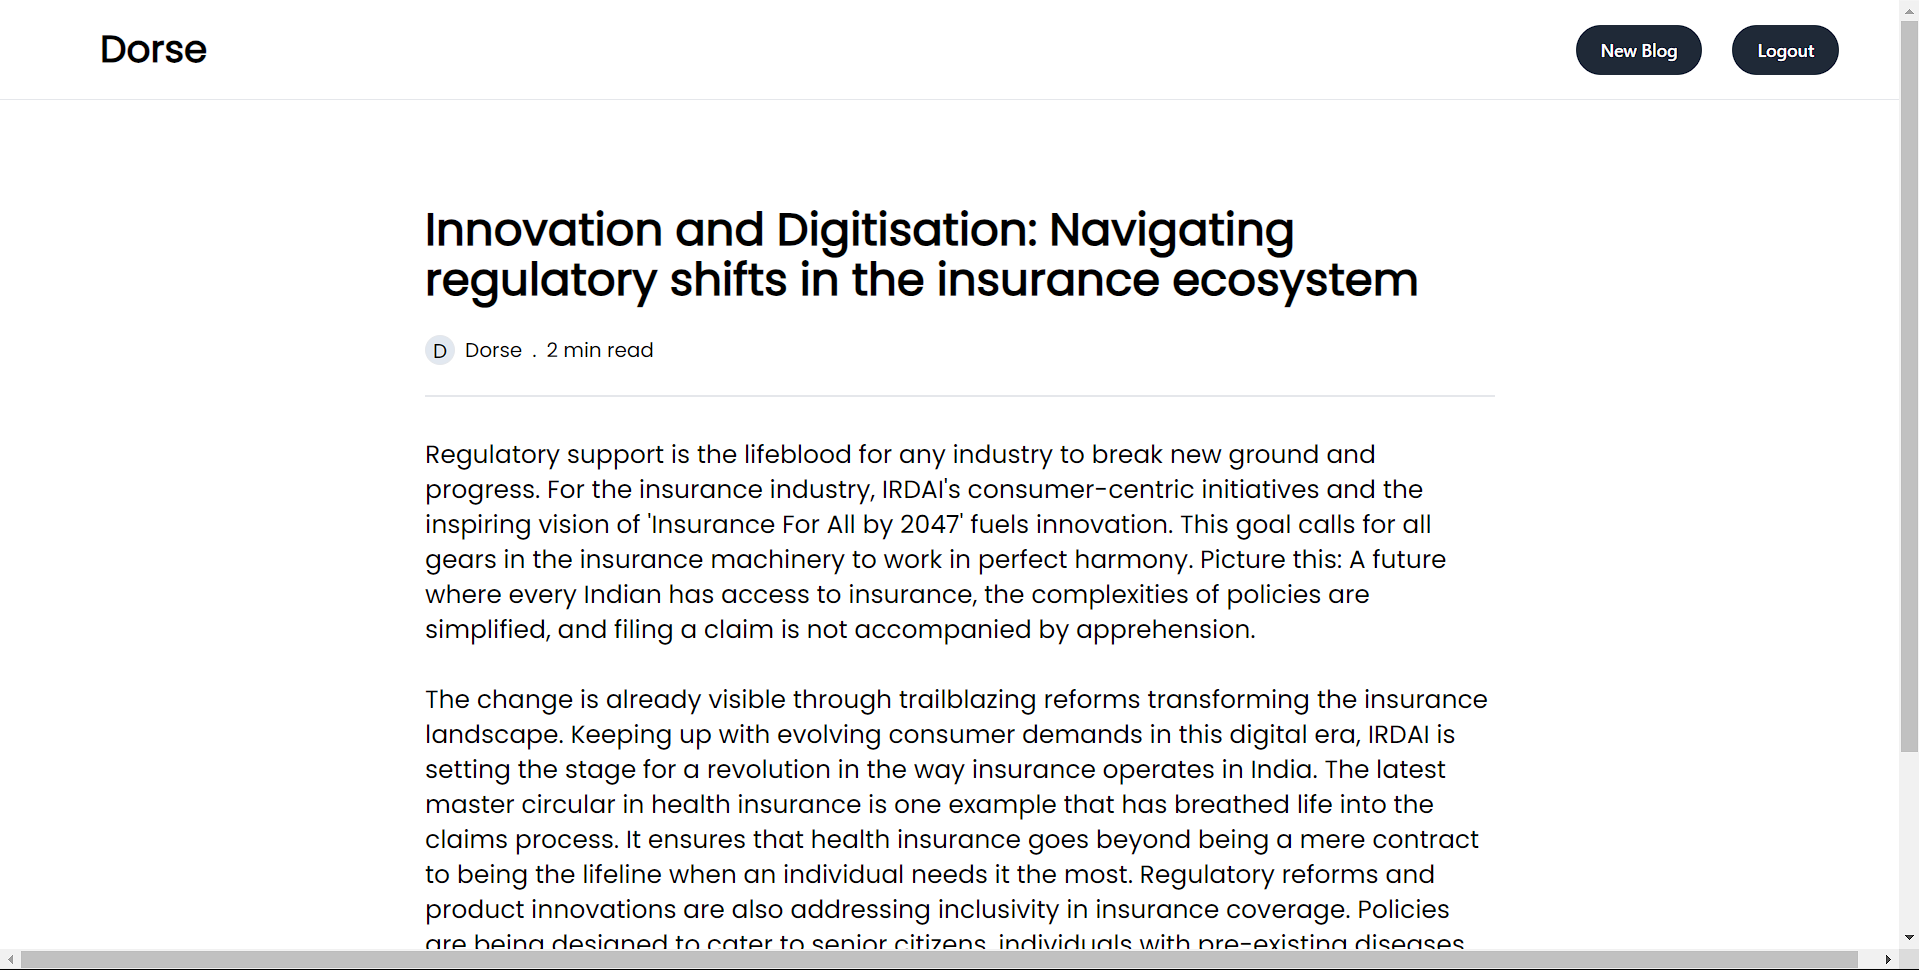 Dorse
New Blog
Logout
Innovation and Digitisation: Navigating
regulatory shifts in the insurance ecosystem
D Dorse . 2 min read
Regulatory support is the lifeblood for any industry to break new ground and
progress. For the insurance industry, IRDAI's consumer-centric initiatives and the
inspiring vision of 'Insurance For All by 2047' fuels innovation. This goal calls for all
gears in the insurance machinery to work in perfect harmony. Picture this: A future
where every Indian has access to insurance, the complexities of policies are
simplified, and filing a claim is not accompanied by apprehension.
The change is already visible through trailblazing reforms transforming the insurance
landscape. Keeping up with evolving consumer demands in this digital era, IRDAI is
setting the stage for a revolution in the way insurance operates in India. The latest
master circular in health insurance is one example that has breathed life into the
claims process. It ensures that health insurance goes beyond being a mere contract
to being the lifeline when an individual needs it the most. Regulatory reforms and
product innovations are also addressing inclusivity in insurance coverage. Policies
are being designed to cater to senior citizens, individuals with pre-existing diseases,